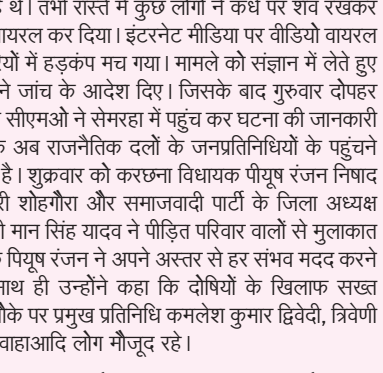 थे। तभी रास्ते में कुछ लोगों ने कंधे पर शव रखकर
वायरल कर दिया। इंटरनेट मीडिया पर वीडियो वायरल
में हड़कंप मच गया। मामले को संज्ञान में लेते हुए
ने जांच के आदेश दिए। जिसके बाद गुरुवार दोपहर
सीएमओ ने सेमरहा में पहुंच कर घटना की जानकारी
अब राजनैतिक दलों के जनप्रतिनिधियों के पहुंचने
है। शुक्रवार को करछना विधायक पीयूष रंजन निषाद
री शोहगौरा और समाजवादी पार्टी के जिला अध्यक्ष
मान सिंह यादव ने पीड़ित परिवार वालों से मुलाकात
पियूष रंजन ने अपने अस्तर से हर संभव मदद करने
साथ ही उन्होंने कहा कि दोषियों के खिलाफ सख्त
मौके पर प्रमुख प्रतिनिधि कमलेश कुमार द्विवेदी, त्रिवेणी
वाहाआदि लोग मौजूद रहे।